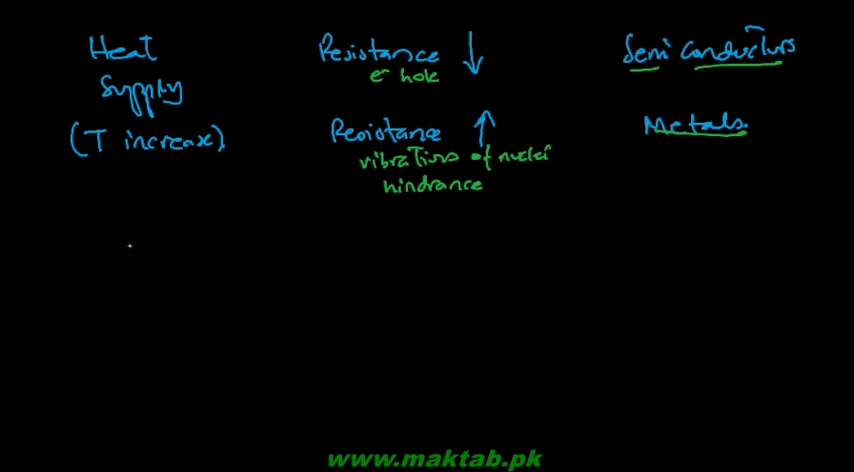 Heat
Supply
(T increase)
Resistance ↓
e⁻ hole
Resistance ↑
vibrations of nuclei
hindrance
Semi Conductors
Metals.
www.maktab.pk